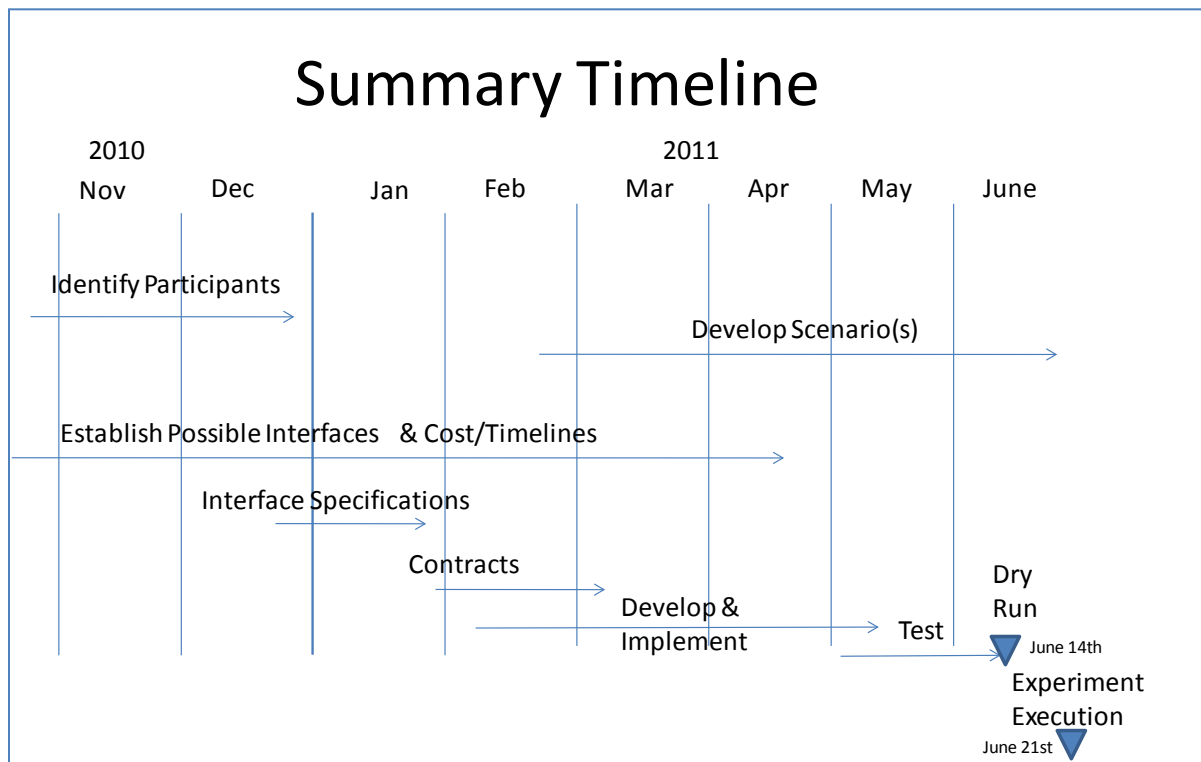 Summary Timeline
2010 2011
Nov Dec Jan Feb Mar Apr May June
Identify Participants
Develop Scenario(s)
Establish Possible Interfaces & Cost/Timelines
Interface Specifications
Contracts
Develop &
Implement
Test
Dry
Run
June 14th
Experiment
Execution
June 21st